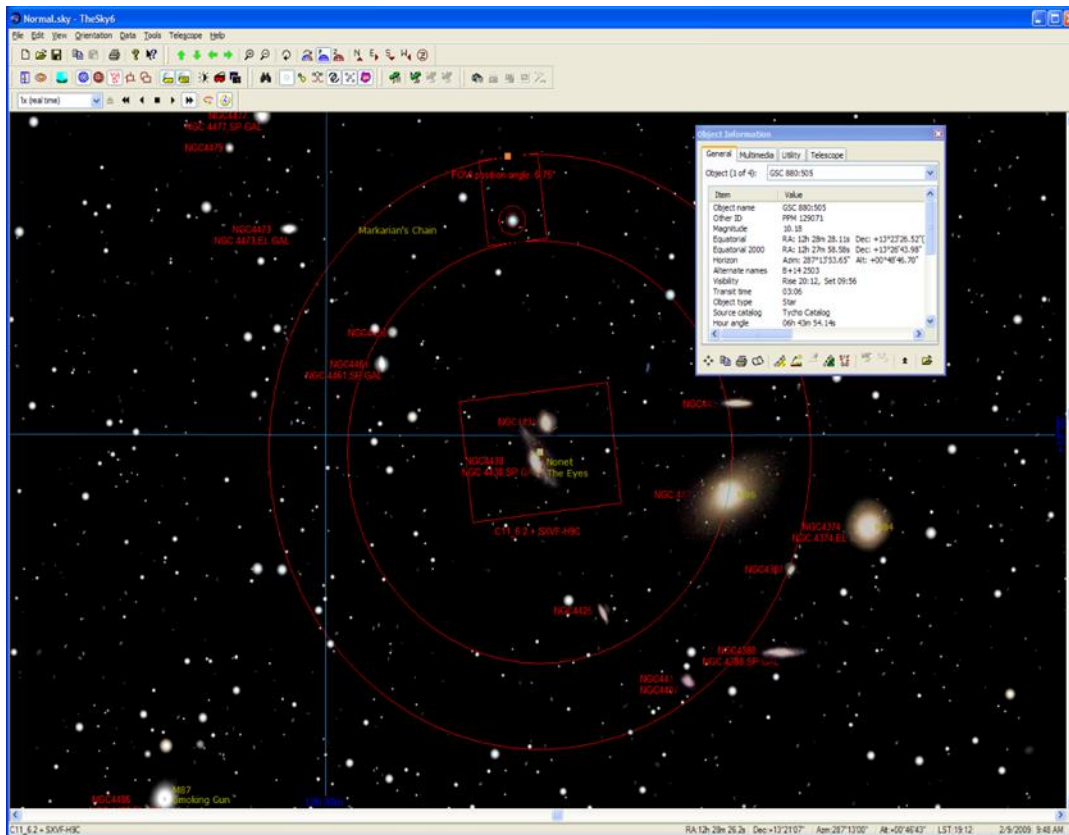 Normal.sky - TheSky6
File Edit View Orientation Data Tools Telescope Help
1x (real time)
NGC4477
NGC 4477,SP GAL
NGC4479
NGC4473
NGC 4473,EL GAL
Markarian's Chain
FOVI position angle:
NGC4461
NGC 4461,SP GAL
NGC4438
NGC 4438,SP
Nonet
The Eyes
C11_6.2 + SXVF-H9C
NGC4374
NGC 4374,EL
NGC4387
NGC4425
NGC4388
NGC 4388,SP GAL
M87
Smoking Gun
NGC4486
Object Information
General Multimedia Utility Telescope
Object (1 of 4): GSC 880:505
Item Value
Object name GSC 880:505
Other ID PPM 129071
Magnitude 10.18
Equatorial RA: 12h 28m 28.11s Dec: +13°23'26.52"(
Equatorial 2000 RA: 12h 27m 58.58s Dec: +13°26'43.98"
Horizon Azm: 287°13'53.65" Alt: +00°48'46.70"
Alternate names B+14 2503
Visibility Rise 20:12, Set 09:56
Transit time 03:06
Object type Star
Source catalog Tycho Catalog
Hour angle 06h 43m 54.14s
C11_6.2 + SXVF-H9C
RA:12h 28m 26.2s Dec:+13°21'07" Azm:287°13'00" Alt:+00°46'43" LST:19:12 2/9/2009 9:48 AM